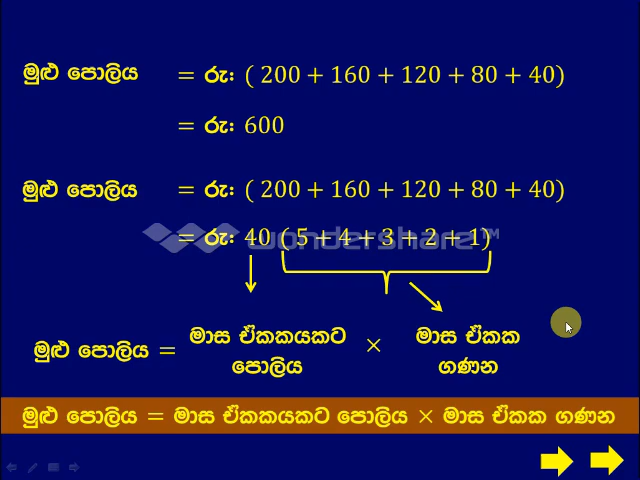 මුළු පොලිය = රු: ( 200 + 160 + 120 + 80 + 40)
= රු: 600
මුළු පොලිය = රු: ( 200 + 160 + 120 + 80 + 40)
= රු: 40 ( 5 + 4 + 3 + 2 + 1)
wondershare™
මුළු පොලිය = මාස ඒකකයකට පොලිය × මාස ඒකක ගණන
මුළු පොලිය = මාස ඒකකයකට පොලිය × මාස ඒකක ගණන